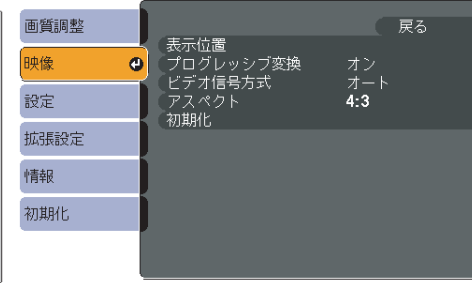 画質調整
映像
設定
拡張設定
情報
初期化
戻る
表示位置
プログレッシブ変換 オン
ビデオ信号方式 オート
アスペクト 4:3
初期化